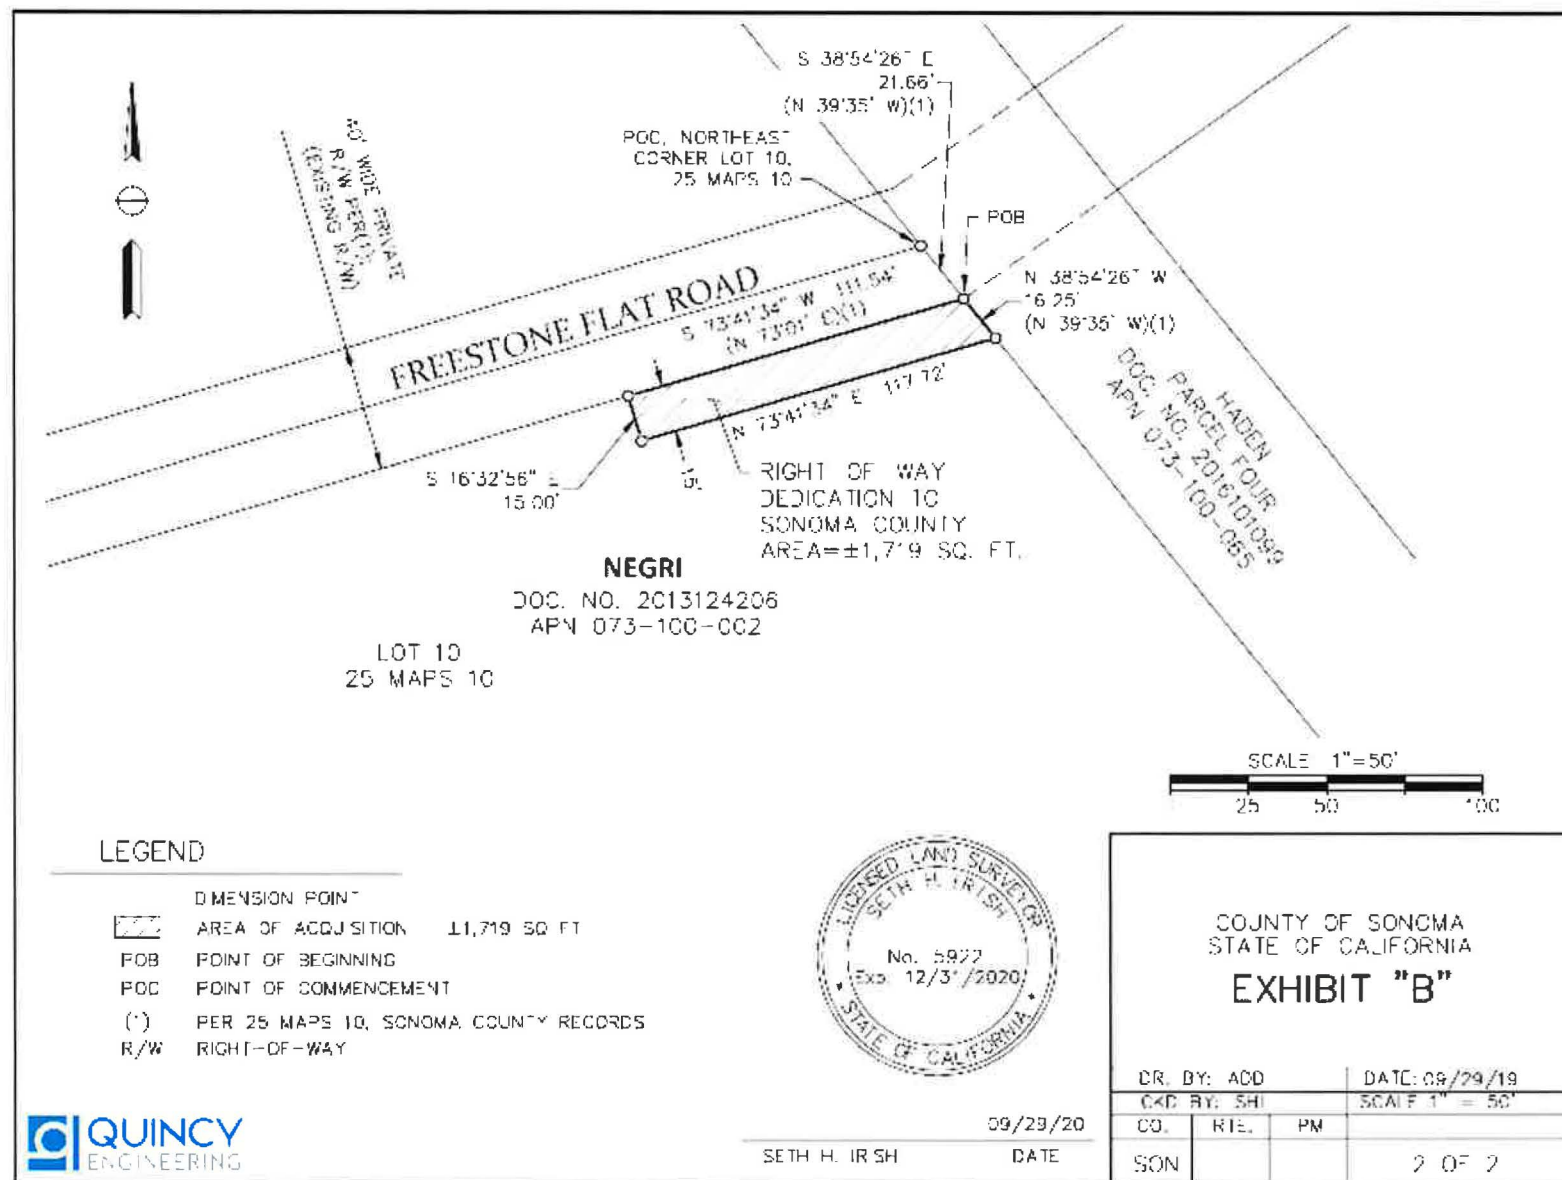 S 38°54'26" E
21.66'
(N 39°35' W)(1)
POC, NORTHEAST
CORNER LOT 10,
25 MAPS 10
POB
40' WIDE PRIVATE
R/W PER(1),
(EXISTING R/W)
FREESTONE FLAT ROAD
S 73°41'34" W 111.54'
(N 73°01' E)(1)
N 38°54'26" W
16.25'
(N 39°35' W)(1)
HADEN
PARCEL FOUR
DOC. NO. 2016101099
APN 073-100-065
N 73°41'34" E 117.72'
S 16°32'56" E
15.00'
15'
RIGHT OF WAY
DEDICATION TO
SONOMA COUNTY
AREA=±1,719 SQ. FT.
NEGRI
DOC. NO. 2013124206
APN 073-100-002
LOT 10
25 MAPS 10
SCALE 1"=50'
25 50 100
LEGEND
DIMENSION POINT
AREA OF ACQUISITION ±1,719 SQ FT
POB POINT OF BEGINNING
POC POINT OF COMMENCEMENT
(1) PER 25 MAPS 10, SONOMA COUNTY RECORDS
R/W RIGHT-OF-WAY
LICENSED LAND SURVEYOR
SETH H. IRISH
No. 5922
Exp. 12/31/2020
STATE OF CALIFORNIA
COUNTY OF SONOMA
STATE OF CALIFORNIA
EXHIBIT "B"
DR. BY: ADD DATE: 09/29/19
CKD BY: SHI SCALE 1" = 50'
CO. RTE. PM
SON 2 OF 2
QUINCY
ENGINEERING
09/29/20
SETH H. IRISH DATE